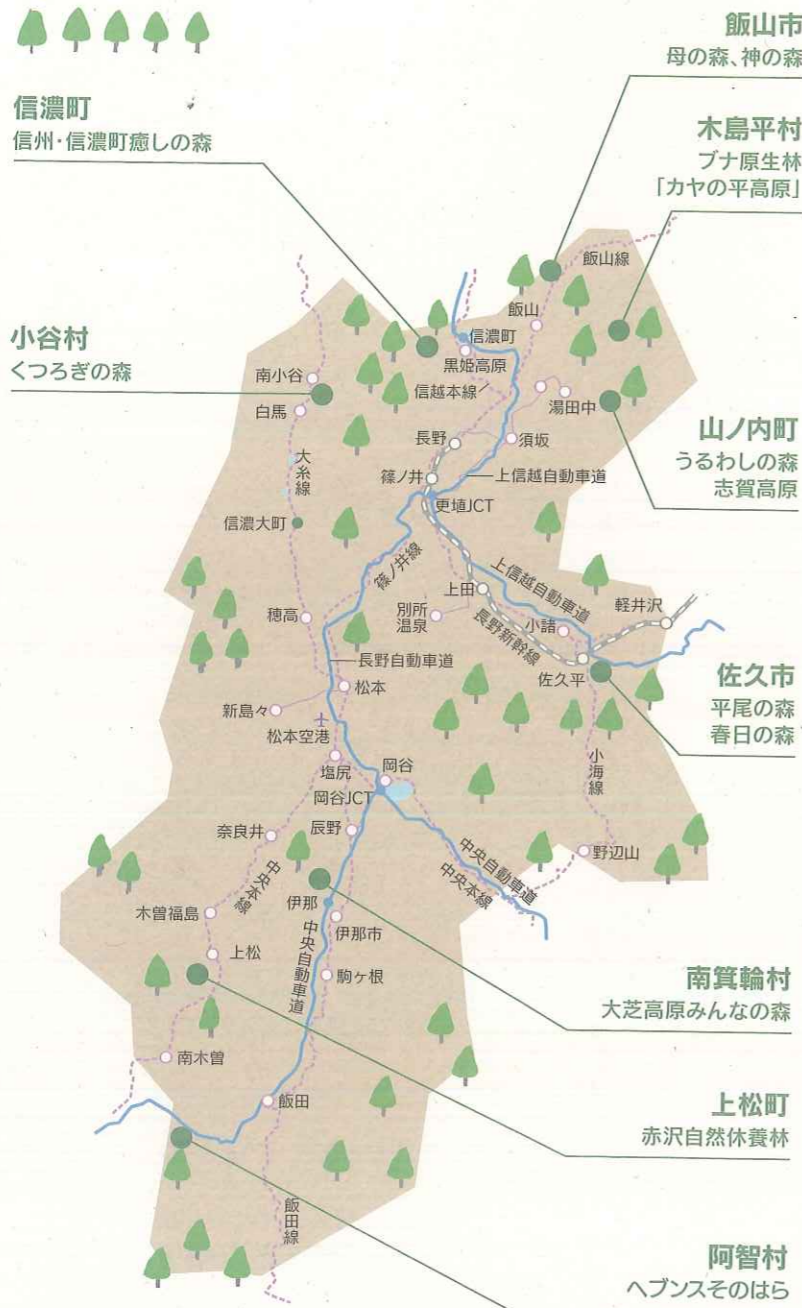 飯山市
母の森、神の森
信濃町
信州・信濃町癒しの森
木島平村
ブナ原生林
「カヤの平高原」
小谷村
くつろぎの森
山ノ内町
うるわしの森
志賀高原
佐久市
平尾の森
春日の森
南箕輪村
大芝高原みんなの森
上松町
赤沢自然休養林
阿智村
ヘブンスそのはら
飯山線
飯山
信濃町
黒姫高原
信越本線
湯田中
南小谷
白馬
長野
須坂
大糸線
篠ノ井
上信越自動車道
更埴JCT
信濃大町
篠ノ井線
上田
上信越自動車道
軽井沢
別所
温泉
長野新幹線
小諸
穂高
長野自動車道
佐久平
松本
新島々
松本空港
小海線
塩尻
岡谷
岡谷JCT
奈良井
辰野
中央自動車道
中央本線
野辺山
中央本線
木曽福島
伊那
伊那市
上松
中央自動車道
駒ヶ根
南木曽
飯田
飯田線